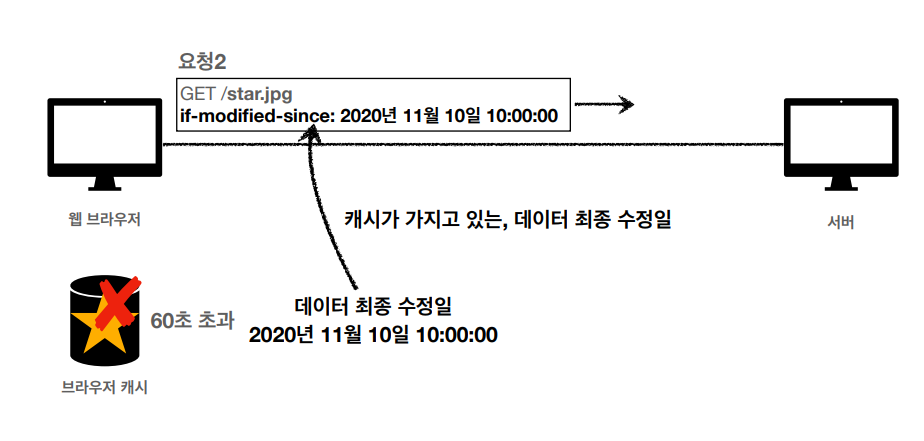 요청2
GET /star.jpg
if-modified-since: 2020년 11월 10일 10:00:00
웹 브라우저
캐시가 가지고 있는, 데이터 최종 수정일
서버
60초 초과
데이터 최종 수정일
2020년 11월 10일 10:00:00
브라우저 캐시